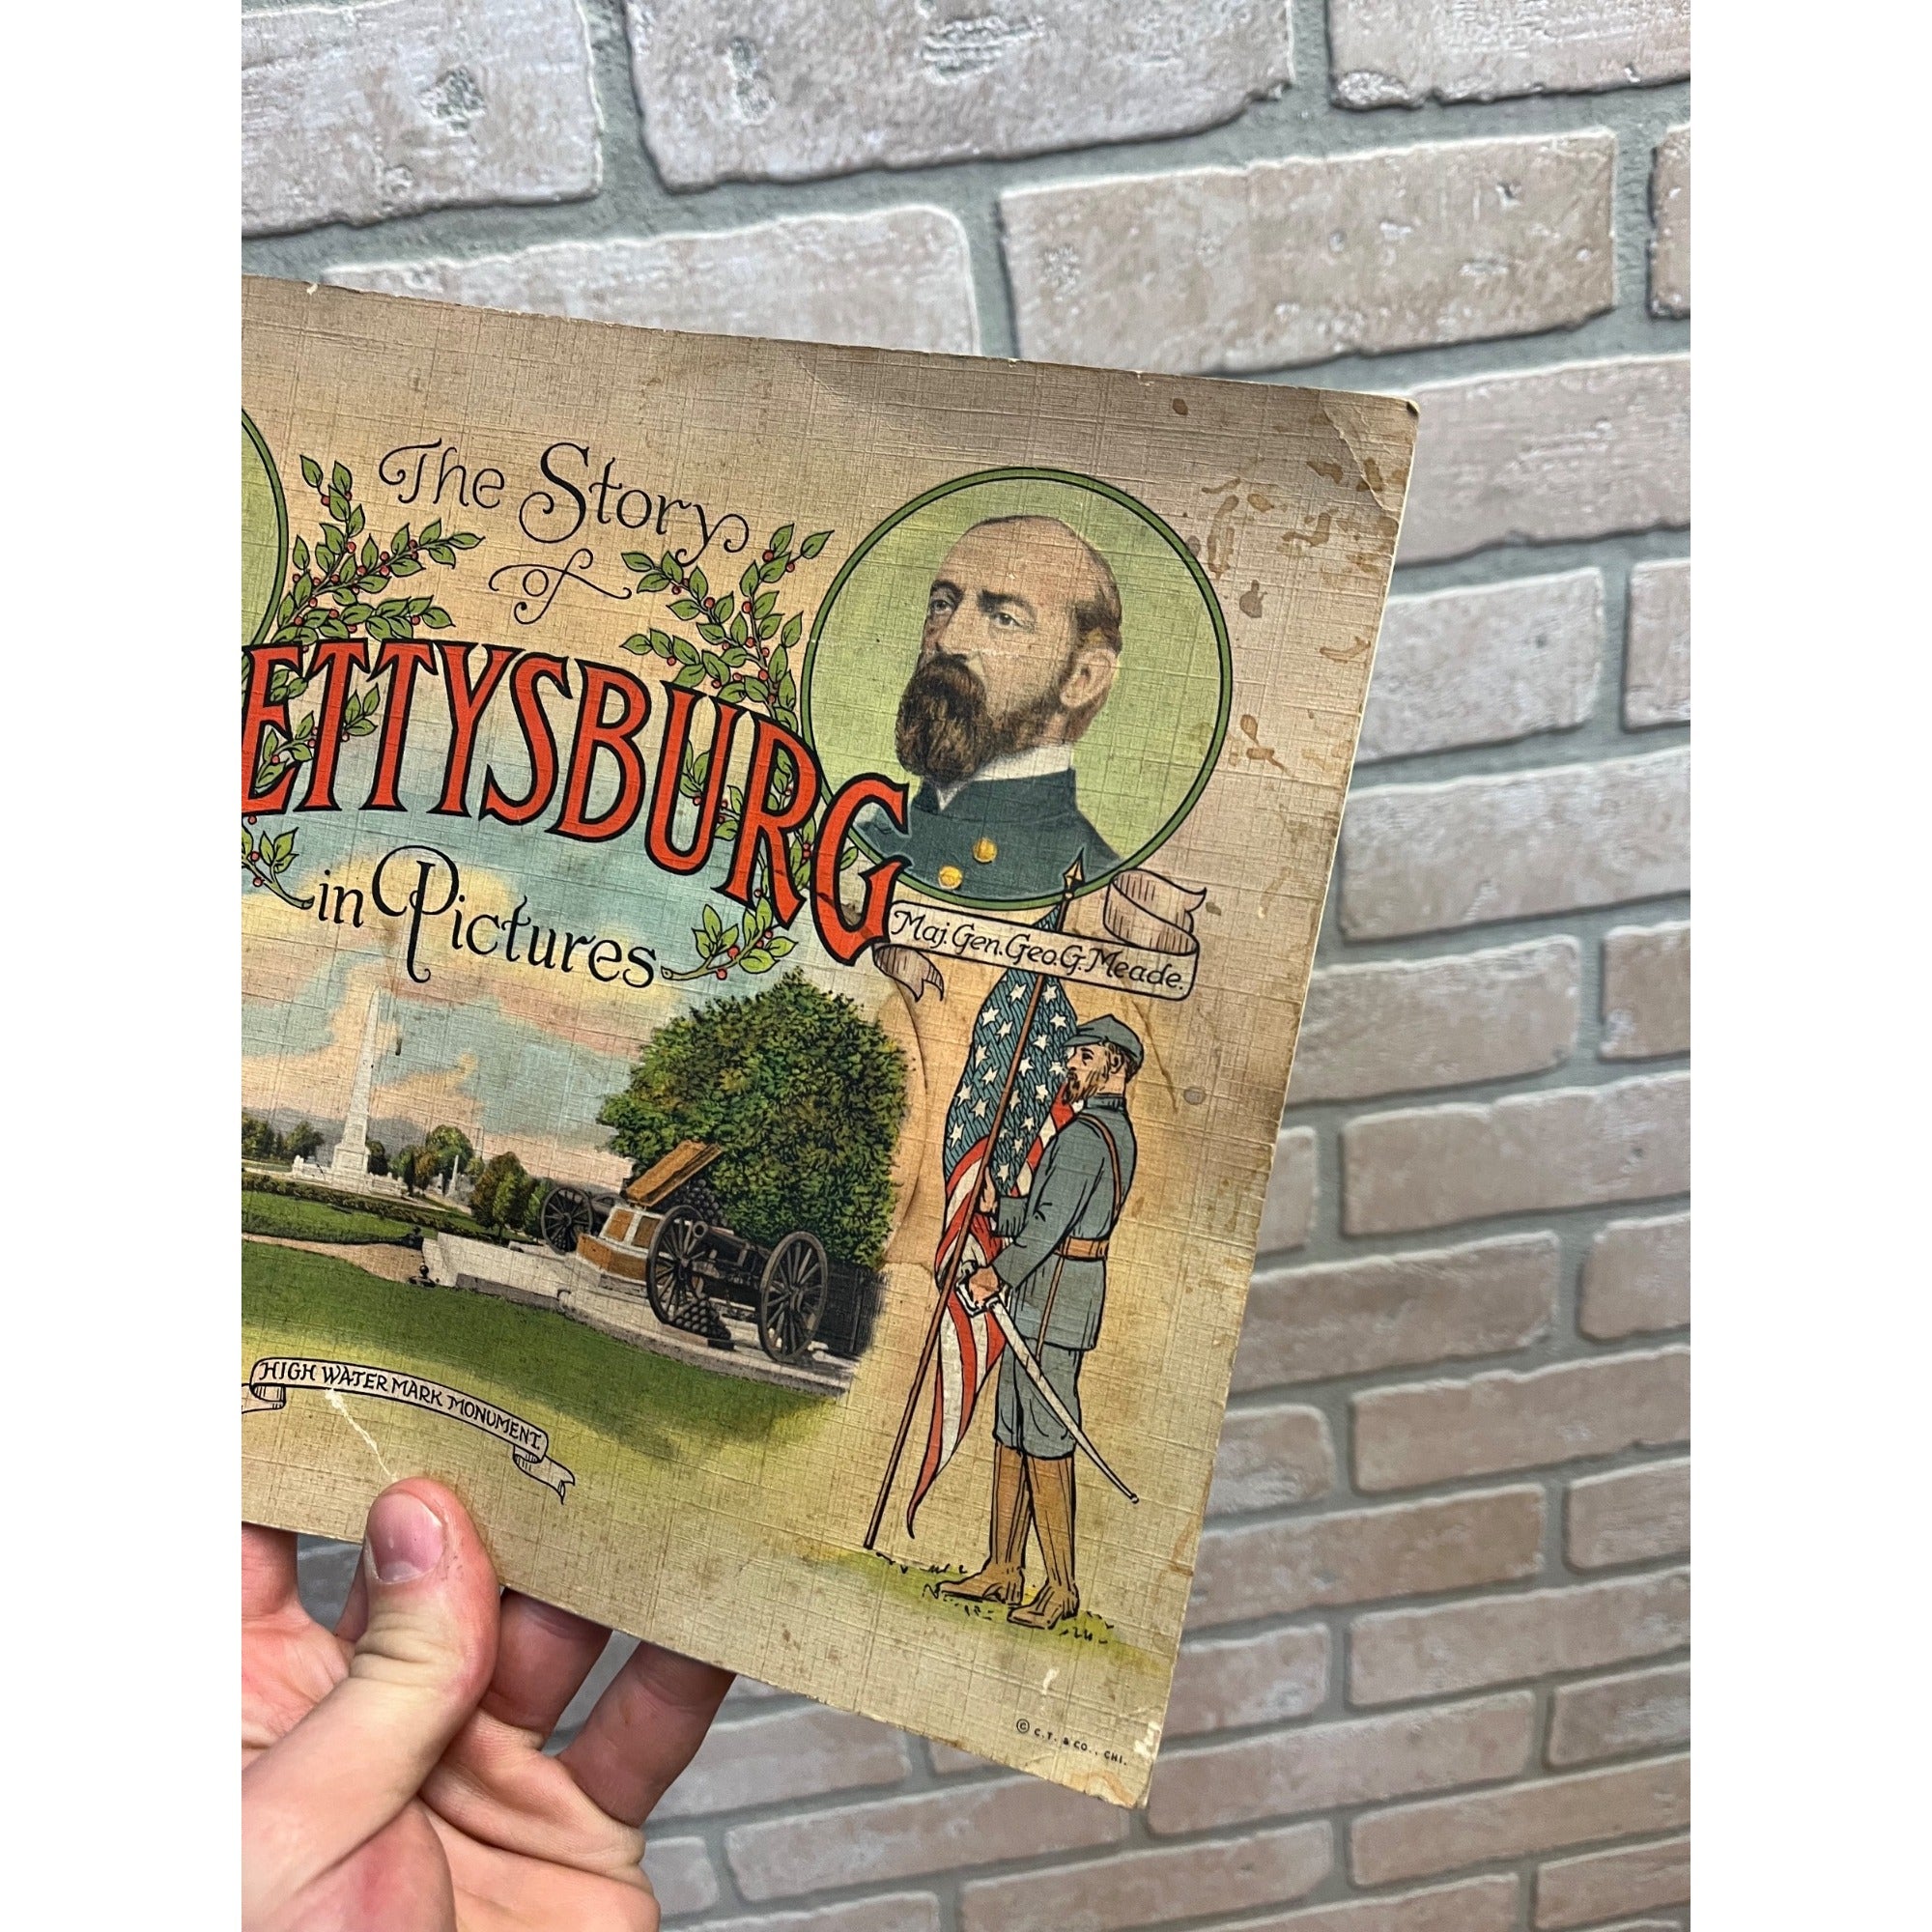 The Story
of
ETTYSBURG
in Pictures
Maj. Gen. Geo. G. Meade.
HIGH WATER MARK MONUMENT.
© C. T. & CO., CHI.